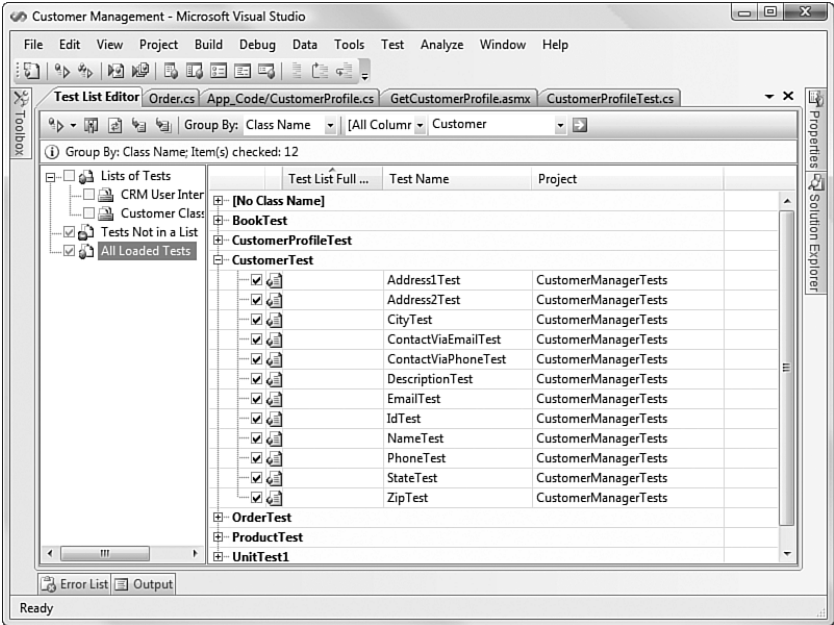 Customer Management - Microsoft Visual Studio
File Edit View Project Build Debug Data Tools Test Analyze Window Help
Test List Editor Order.cs App_Code/CustomerProfile.cs GetCustomerProfile.asmx CustomerProfileTest.cs
Toolbox
Group By: Class Name [All Columr Customer
Group By: Class Name; Item(s) checked: 12
Lists of Tests
CRM User Inter
Customer Class
Tests Not in a List
All Loaded Tests
Test List Full ... Test Name Project
[No Class Name]
BookTest
CustomerProfileTest
CustomerTest
Address1Test CustomerManagerTests
Address2Test CustomerManagerTests
CityTest CustomerManagerTests
ContactViaEmailTest CustomerManagerTests
ContactViaPhoneTest CustomerManagerTests
DescriptionTest CustomerManagerTests
EmailTest CustomerManagerTests
IdTest CustomerManagerTests
NameTest CustomerManagerTests
PhoneTest CustomerManagerTests
StateTest CustomerManagerTests
ZipTest CustomerManagerTests
OrderTest
ProductTest
UnitTest1
Properties
Solution Explorer
Error List Output
Ready